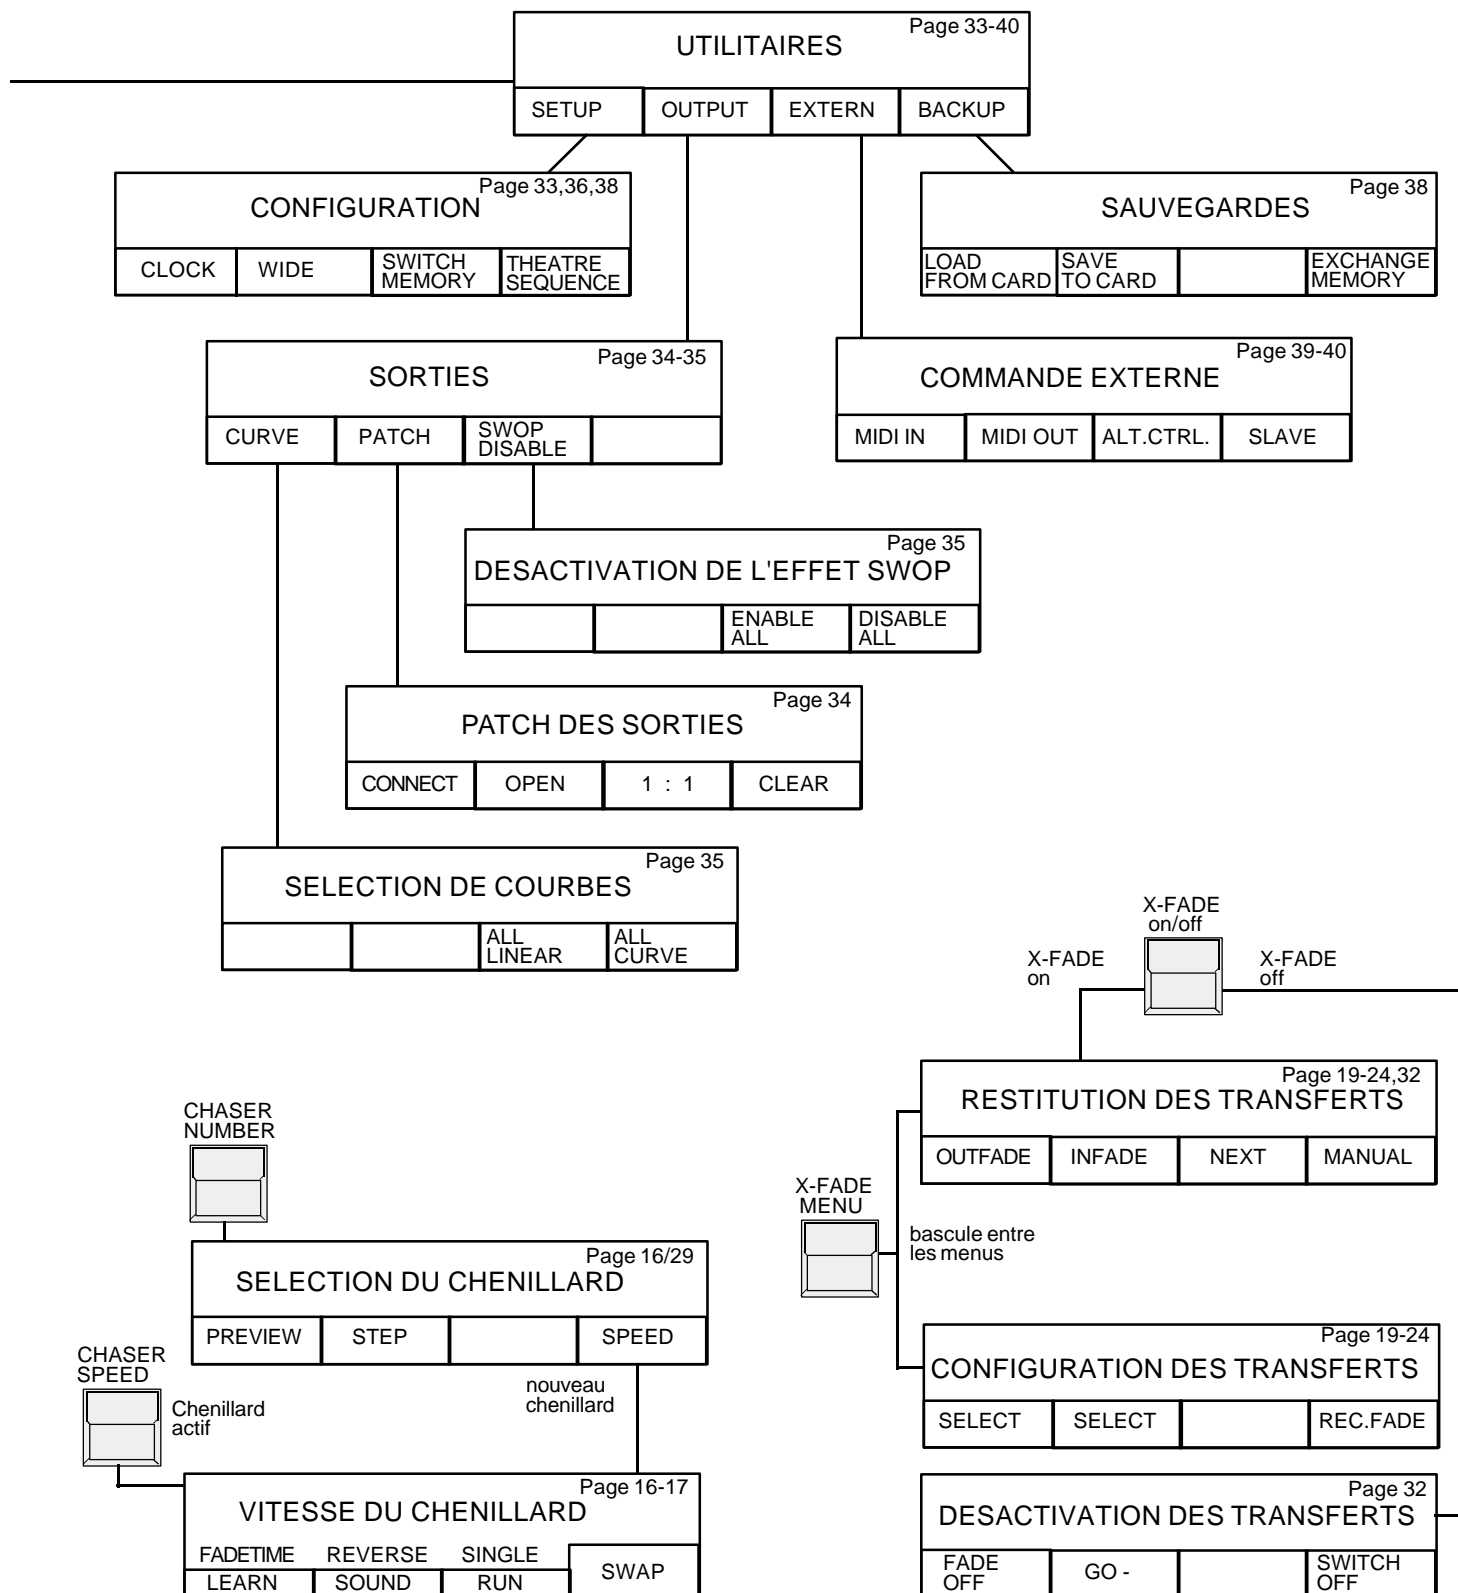 Page 33-40
UTILITAIRES
SETUP OUTPUT EXTERN BACKUP
Page 33,36,38
CONFIGURATION
CLOCK WIDE SWITCH MEMORY THEATRE SEQUENCE
Page 38
SAUVEGARDES
LOAD FROM CARD SAVE TO CARD EXCHANGE MEMORY
Page 34-35
SORTIES
CURVE PATCH SWOP DISABLE
Page 39-40
COMMANDE EXTERNE
MIDI IN MIDI OUT ALT.CTRL. SLAVE
Page 35
DESACTIVATION DE L'EFFET SWOP
ENABLE ALL DISABLE ALL
Page 34
PATCH DES SORTIES
CONNECT OPEN 1 : 1 CLEAR
Page 35
SELECTION DE COURBES
ALL LINEAR ALL CURVE
X-FADE
on/off
X-FADE
on
X-FADE
off
Page 19-24,32
RESTITUTION DES TRANSFERTS
OUTFADE INFADE NEXT MANUAL
X-FADE
MENU
bascule entre
les menus
Page 19-24
CONFIGURATION DES TRANSFERTS
SELECT SELECT REC.FADE
Page 32
DESACTIVATION DES TRANSFERTS
FADE OFF GO - SWITCH OFF
CHASER
NUMBER
Page 16/29
SELECTION DU CHENILLARD
PREVIEW STEP SPEED
CHASER
SPEED
Chenillard
actif
nouveau
chenillard
Page 16-17
VITESSE DU CHENILLARD
FADETIME REVERSE SINGLE
LEARN SOUND RUN SWAP